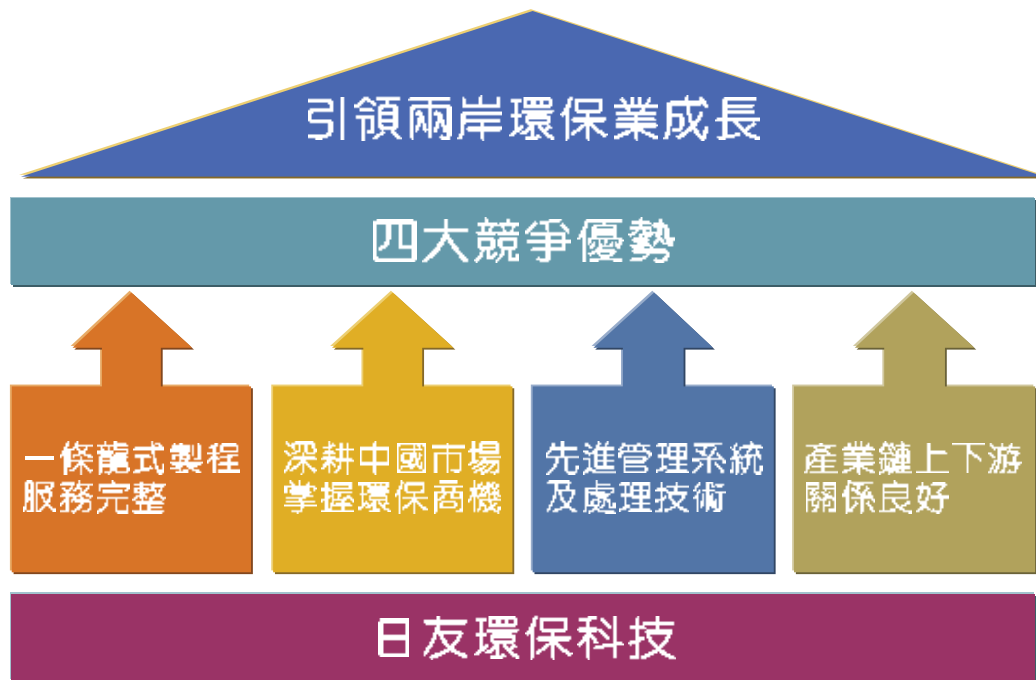 引領兩岸環保業成長
四大競爭優勢
一條龍式製程
服務完整
深耕中國市場
掌握環保商機
先進管理系統
及處理技術
產業鏈上下游
關係良好
日友環保科技